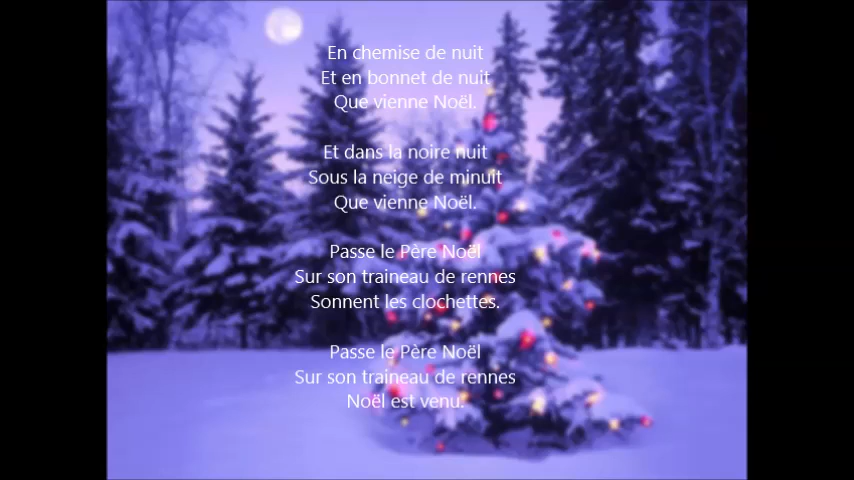 En chemise de nuit
Et en bonnet de nuit
Que vienne Noël.
Et dans la noire nuit
Sous la neige de minuit
Que vienne Noël.
Passe le Père Noël
Sur son traineau de rennes
Sonnent les clochettes.
Passe le Père Noël
Sur son traineau de rennes
Noël est venu.